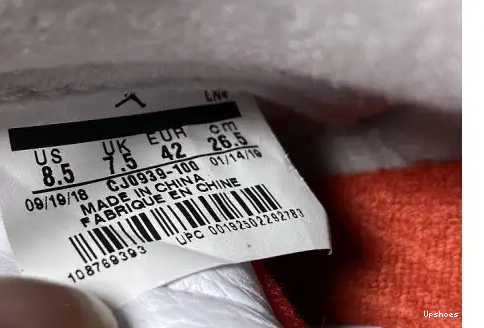 LN4
US UK EUR cm
8.5 7.5 42 26.5
09/19/18 CJ0939-100 01/14/19
MADE IN CHINA
FABRIQUE EN CHINE
108769393 UPC 00192502292783
Upshoes